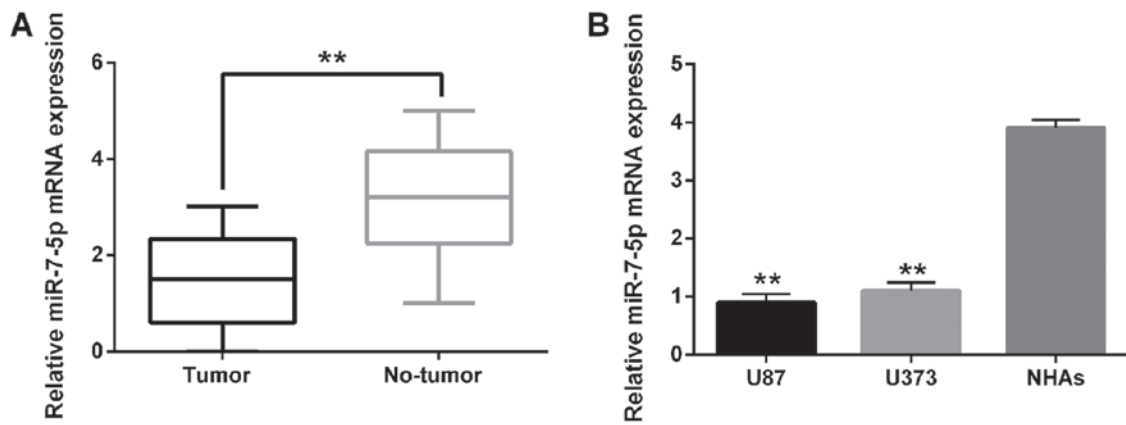 A
Relative miR-7-5p mRNA expression
6
4
2
0
**
Tumor
No-tumor
B
Relative miR-7-5p mRNA expression
5
4
3
2
1
0
**
**
U87
U373
NHAs